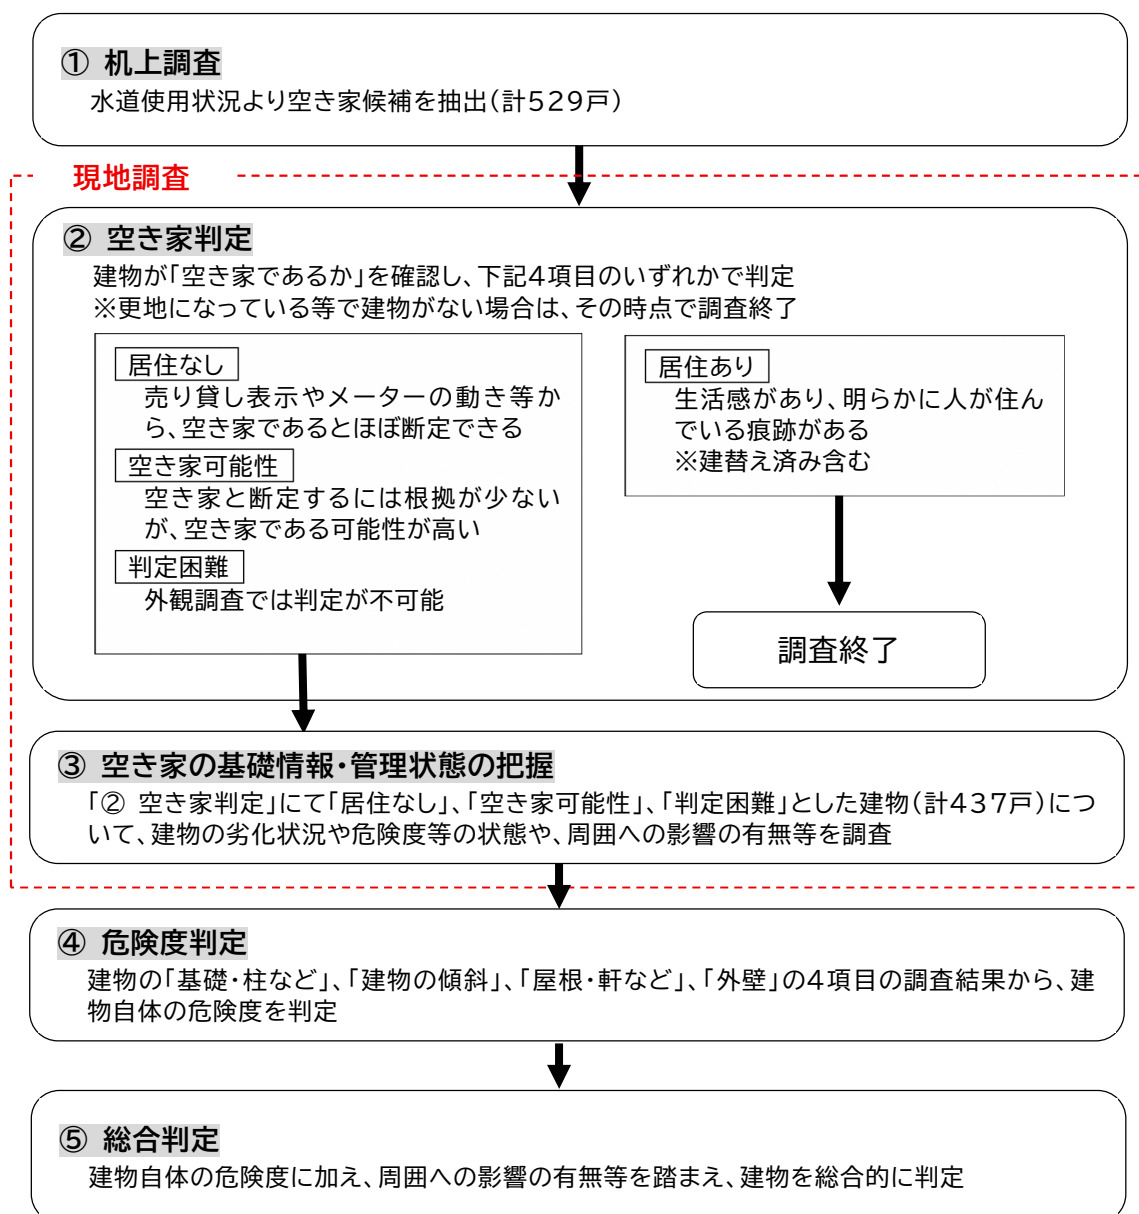 ① 机上調査
水道使用状況より空き家候補を抽出(計529戸)
現地調査
② 空き家判定
建物が「空き家であるか」を確認し、下記4項目のいずれかで判定
※更地になっている等で建物がない場合は、その時点で調査終了
居住なし
売り貸し表示やメーターの動き等か
ら、空き家であるとほぼ断定できる
空き家可能性
空き家と断定するには根拠が少ない
が、空き家である可能性が高い
判定困難
外観調査では判定が不可能
居住あり
生活感があり、明らかに人が住ん
でいる痕跡がある
※建替え済み含む
調査終了
③ 空き家の基礎情報・管理状態の把握
「② 空き家判定」にて「居住なし」、「空き家可能性」、「判定困難」とした建物(計437戸)につ
いて、建物の劣化状況や危険度等の状態や、周囲への影響の有無等を調査
④ 危険度判定
建物の「基礎・柱など」、「建物の傾斜」、「屋根・軒など」、「外壁」の4項目の調査結果から、建
物自体の危険度を判定
⑤ 総合判定
建物自体の危険度に加え、周囲への影響の有無等を踏まえ、建物を総合的に判定